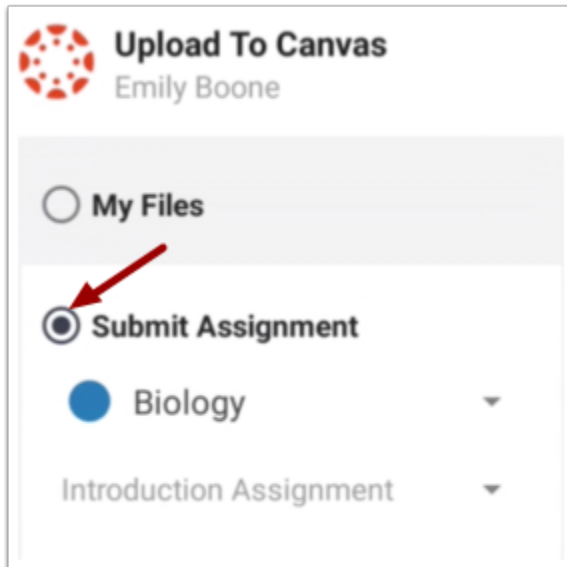 Upload To Canvas
Emily Boone
My Files
Submit Assignment
Biology
Introduction Assignment